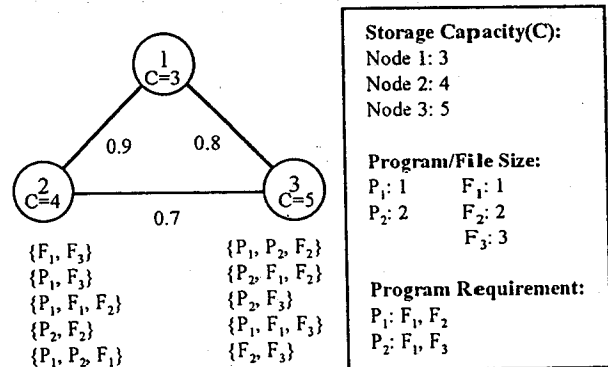 1
C=3
0.9
0.8
2
C=4
3
C=5
0.7
{F₁, F₃}
{P₁, F₃}
{P₁, F₁, F₂}
{P₂, F₂}
{P₁, P₂, F₁}
{P₁, P₂, F₂}
{P₂, F₁, F₂}
{P₂, F₃}
{P₁, F₁, F₃}
{F₂, F₃}
Storage Capacity(C):
Node 1: 3
Node 2: 4
Node 3: 5
Program/File Size:
P₁: 1 F₁: 1
P₂: 2 F₂: 2
F₃: 3
Program Requirement:
P₁: F₁, F₂
P₂: F₁, F₃